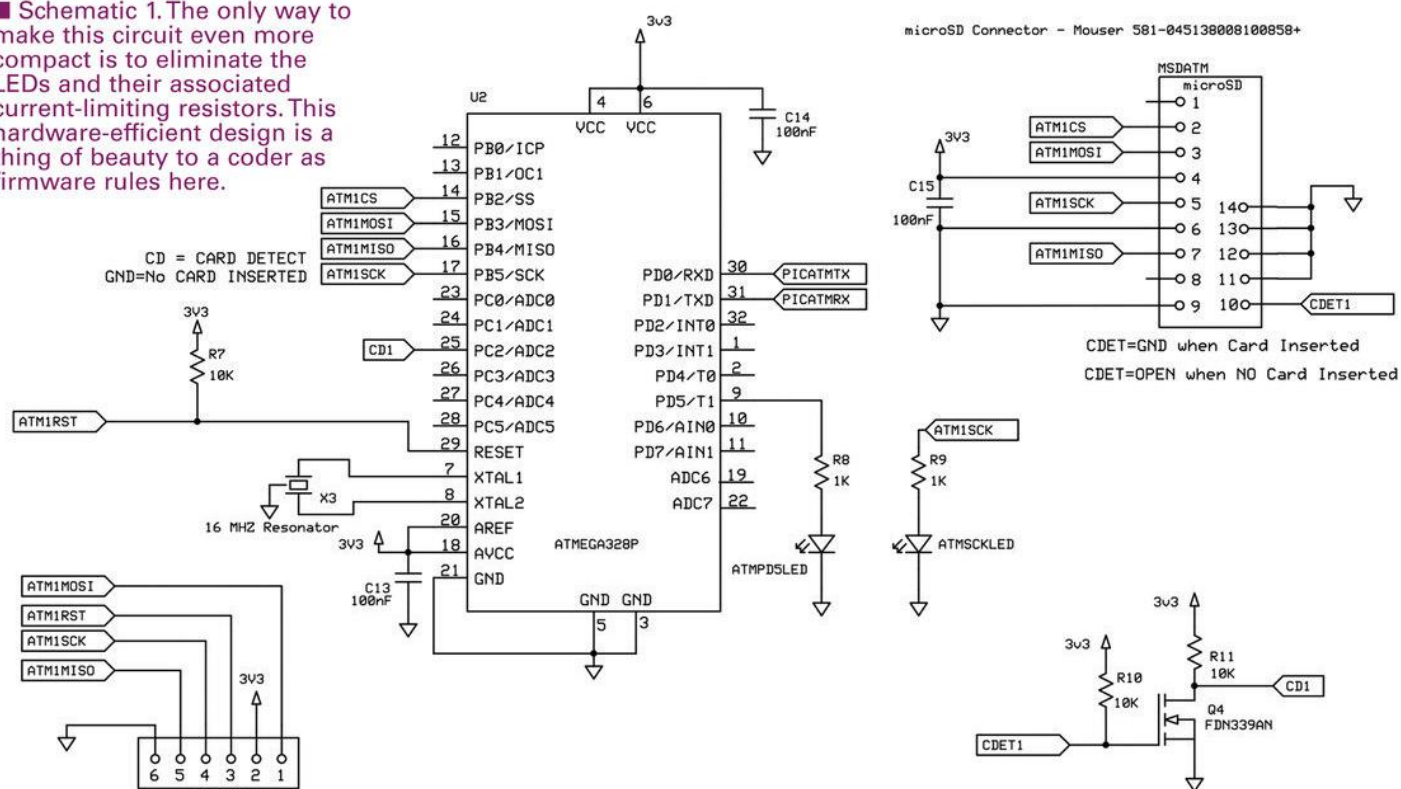 ■ Schematic 1. The only way to
make this circuit even more
compact is to eliminate the
LEDs and their associated
current-limiting resistors. This
hardware-efficient design is a
thing of beauty to a coder as
firmware rules here.
3v3
U2
4 6
VCC VCC
C14
100nF
12 PB0/ICP
13 PB1/OC1
ATM1CS 14 PB2/SS
ATM1MOSI 15 PB3/MOSI
ATM1MISO 16 PB4/MISO
ATM1SCK 17 PB5/SCK
23 PC0/ADC0
24 PC1/ADC1
CD1 25 PC2/ADC2
26 PC3/ADC3
27 PC4/ADC4
28 PC5/ADC5
29 RESET
7 XTAL1
8 XTAL2
20 AREF
18 AVCC
21 GND
PD0/RXD 30 PICATMTX
PD1/TXD 31 PICATMRX
PD2/INT0 32
PD3/INT1 1
PD4/T0 2
PD5/T1 9
PD6/AIN0 10
PD7/AIN1 11
ADC6 19
ADC7 22
ATMEGA328P
GND GND
5 3
CD = CARD DETECT
GND=No CARD INSERTED
3v3
R7
10K
ATM1RST
X3
16 MHZ Resonator
3V3
C13
100nF
R8
1K
ATMPD5LED
ATM1SCK
R9
1K
ATMSCKLED
microSD Connector - Mouser 581-045138008100858+
MSDATM
microSD
1
ATM1CS 2
ATM1MOSI 3
3V3
4
C15
100nF
ATM1SCK 5
6
ATM1MISO 7
8
9
14
13
12
11
10 CDET1
CDET=GND when Card Inserted
CDET=OPEN when NO Card Inserted
ATM1MOSI
ATM1RST
ATM1SCK
ATM1MISO
3V3
6 5 4 3 2 1
3v3
3v3
R10
10K
R11
10K
CD1
Q4
FDN339AN
CDET1